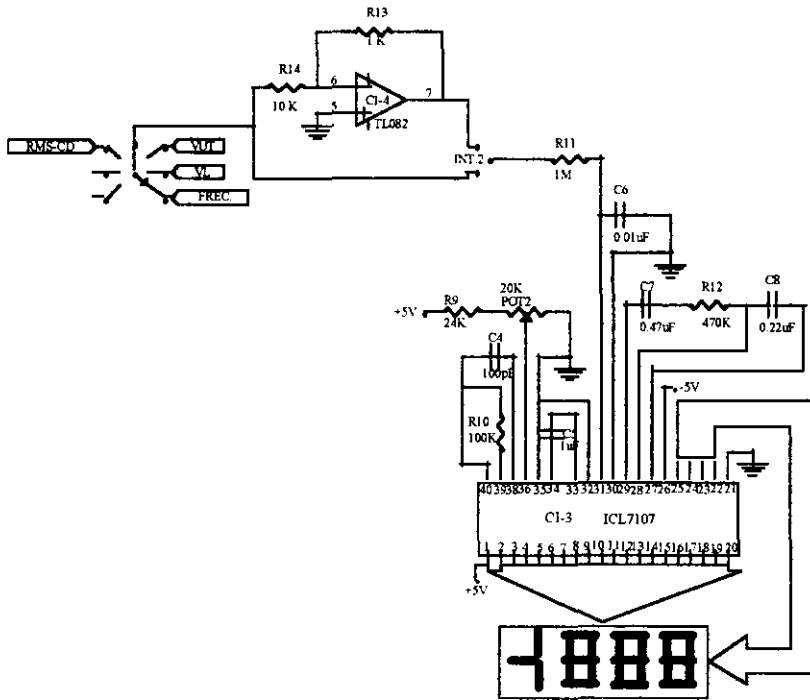 R13
1 K
R14
10 K
6
5
7
CI-4
TL082
RMS-CD
VUT
VL
FREC.
INT.2
R11
1M
C6
0.01uF
+5V
R9
24K
20K
POT2
C7
0.47uF
R12
470K
C8
0.22uF
C4
100pF
-5V
R10
100K
1uF
40 39 38 36 35 34 33 32 31 30 29 28 27 26 25 24 23 22 21
CI-3 ICL7107
1 2 3 4 5 6 7 8 9 10 11 12 13 14 15 16 17 18 19 20
+5V
-1888